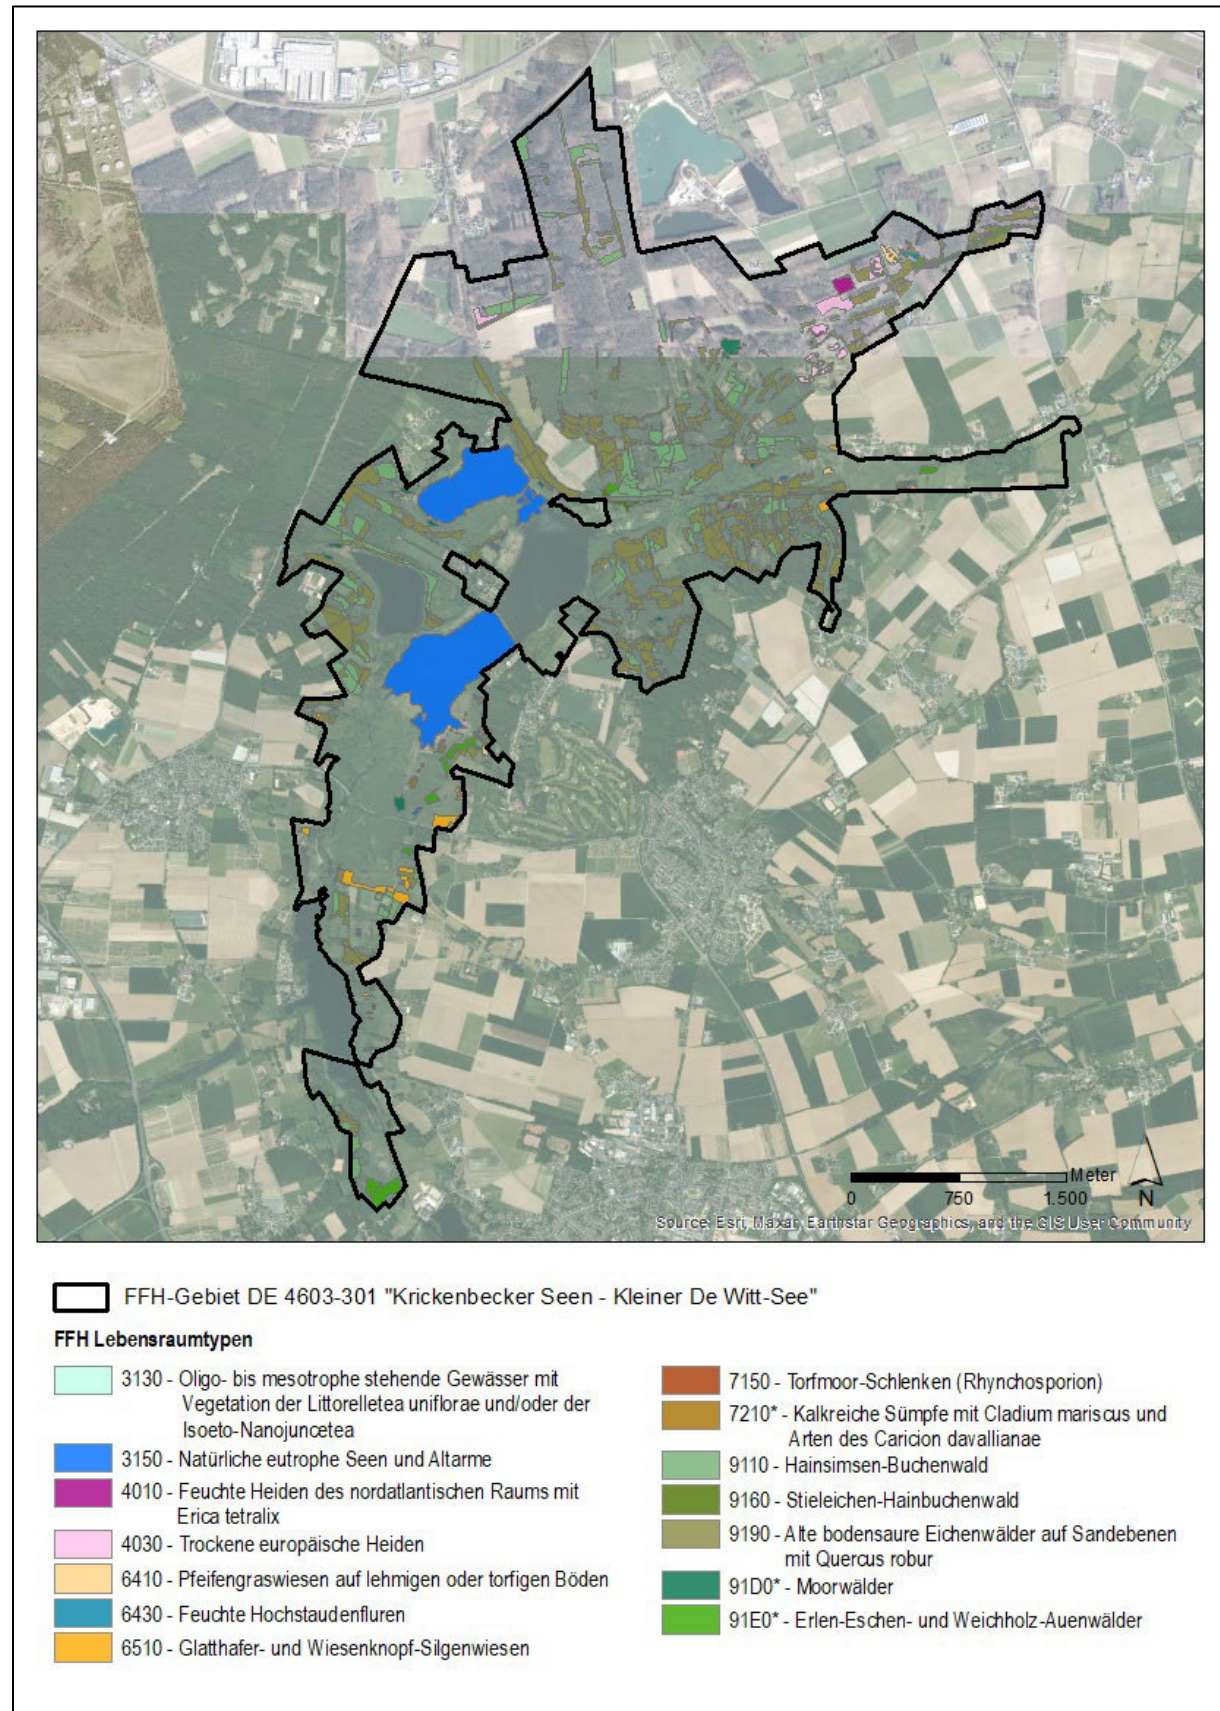 Meter
0 750 1.500 N
Source: Esri, Maxar, Earthstar Geographics, and the GIS User Community
FFH-Gebiet DE 4603-301 "Krickenbecker Seen - Kleiner De Witt-See"
FFH Lebensraumtypen
3130 - Oligo- bis mesotrophe stehende Gewässer mit
Vegetation der Littorelletea uniflorae und/oder der
Isoeto-Nanojuncetea
3150 - Natürliche eutrophe Seen und Altarme
4010 - Feuchte Heiden des nordatlantischen Raums mit
Erica tetralix
4030 - Trockene europäische Heiden
6410 - Pfeifengraswiesen auf lehmigen oder torfigen Böden
6430 - Feuchte Hochstaudenfluren
6510 - Glatthafer- und Wiesenknopf-Silgenwiesen
7150 - Torfmoor-Schlenken (Rhynchosporion)
7210* - Kalkreiche Sümpfe mit Cladium mariscus und
Arten des Caricion davallianae
9110 - Hainsimsen-Buchenwald
9160 - Stieleichen-Hainbuchenwald
9190 - Alte bodensaure Eichenwälder auf Sandebenen
mit Quercus robur
91D0* - Moorwälder
91E0* - Erlen-Eschen- und Weichholz-Auenwälder